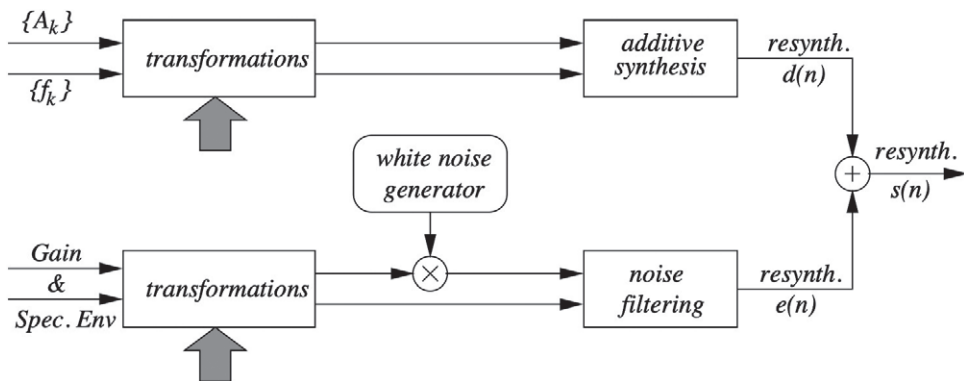 {A_k}
{f_k}
transformations
additive
synthesis
resynth.
d(n)
white noise
generator
+
resynth.
s(n)
Gain
&
Spec. Env
transformations
×
noise
filtering
resynth.
e(n)